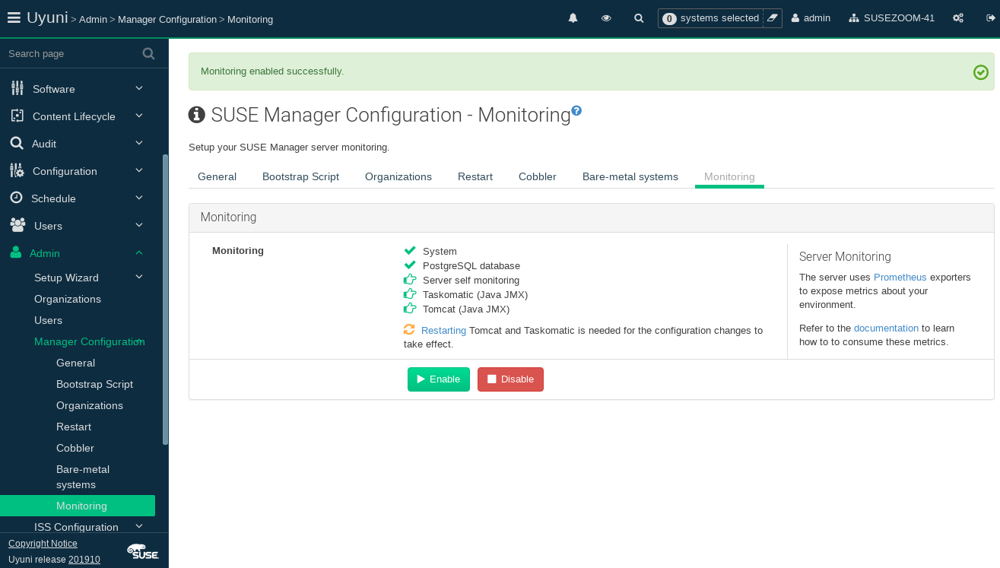 Uyuni > Admin > Manager Configuration > Monitoring
0 systems selected
admin
SUSEZOOM-41
Search page
Software
Content Lifecycle
Audit
Configuration
Schedule
Users
Admin
Setup Wizard
Organizations
Users
Manager Configuration
General
Bootstrap Script
Organizations
Restart
Cobbler
Bare-metal
systems
Monitoring
ISS Configuration
Copyright Notice
Uyuni release 201910
SUSE
Monitoring enabled successfully.
SUSE Manager Configuration - Monitoring
Setup your SUSE Manager server monitoring.
General Bootstrap Script Organizations Restart Cobbler Bare-metal systems Monitoring
Monitoring
Monitoring
System
PostgreSQL database
Server self monitoring
Taskomatic (Java JMX)
Tomcat (Java JMX)
Restarting Tomcat and Taskomatic is needed for the configuration changes to
take effect.
Server Monitoring
The server uses Prometheus exporters
to expose metrics about your
environment.
Refer to the documentation to learn
how to to consume these metrics.
Enable
Disable